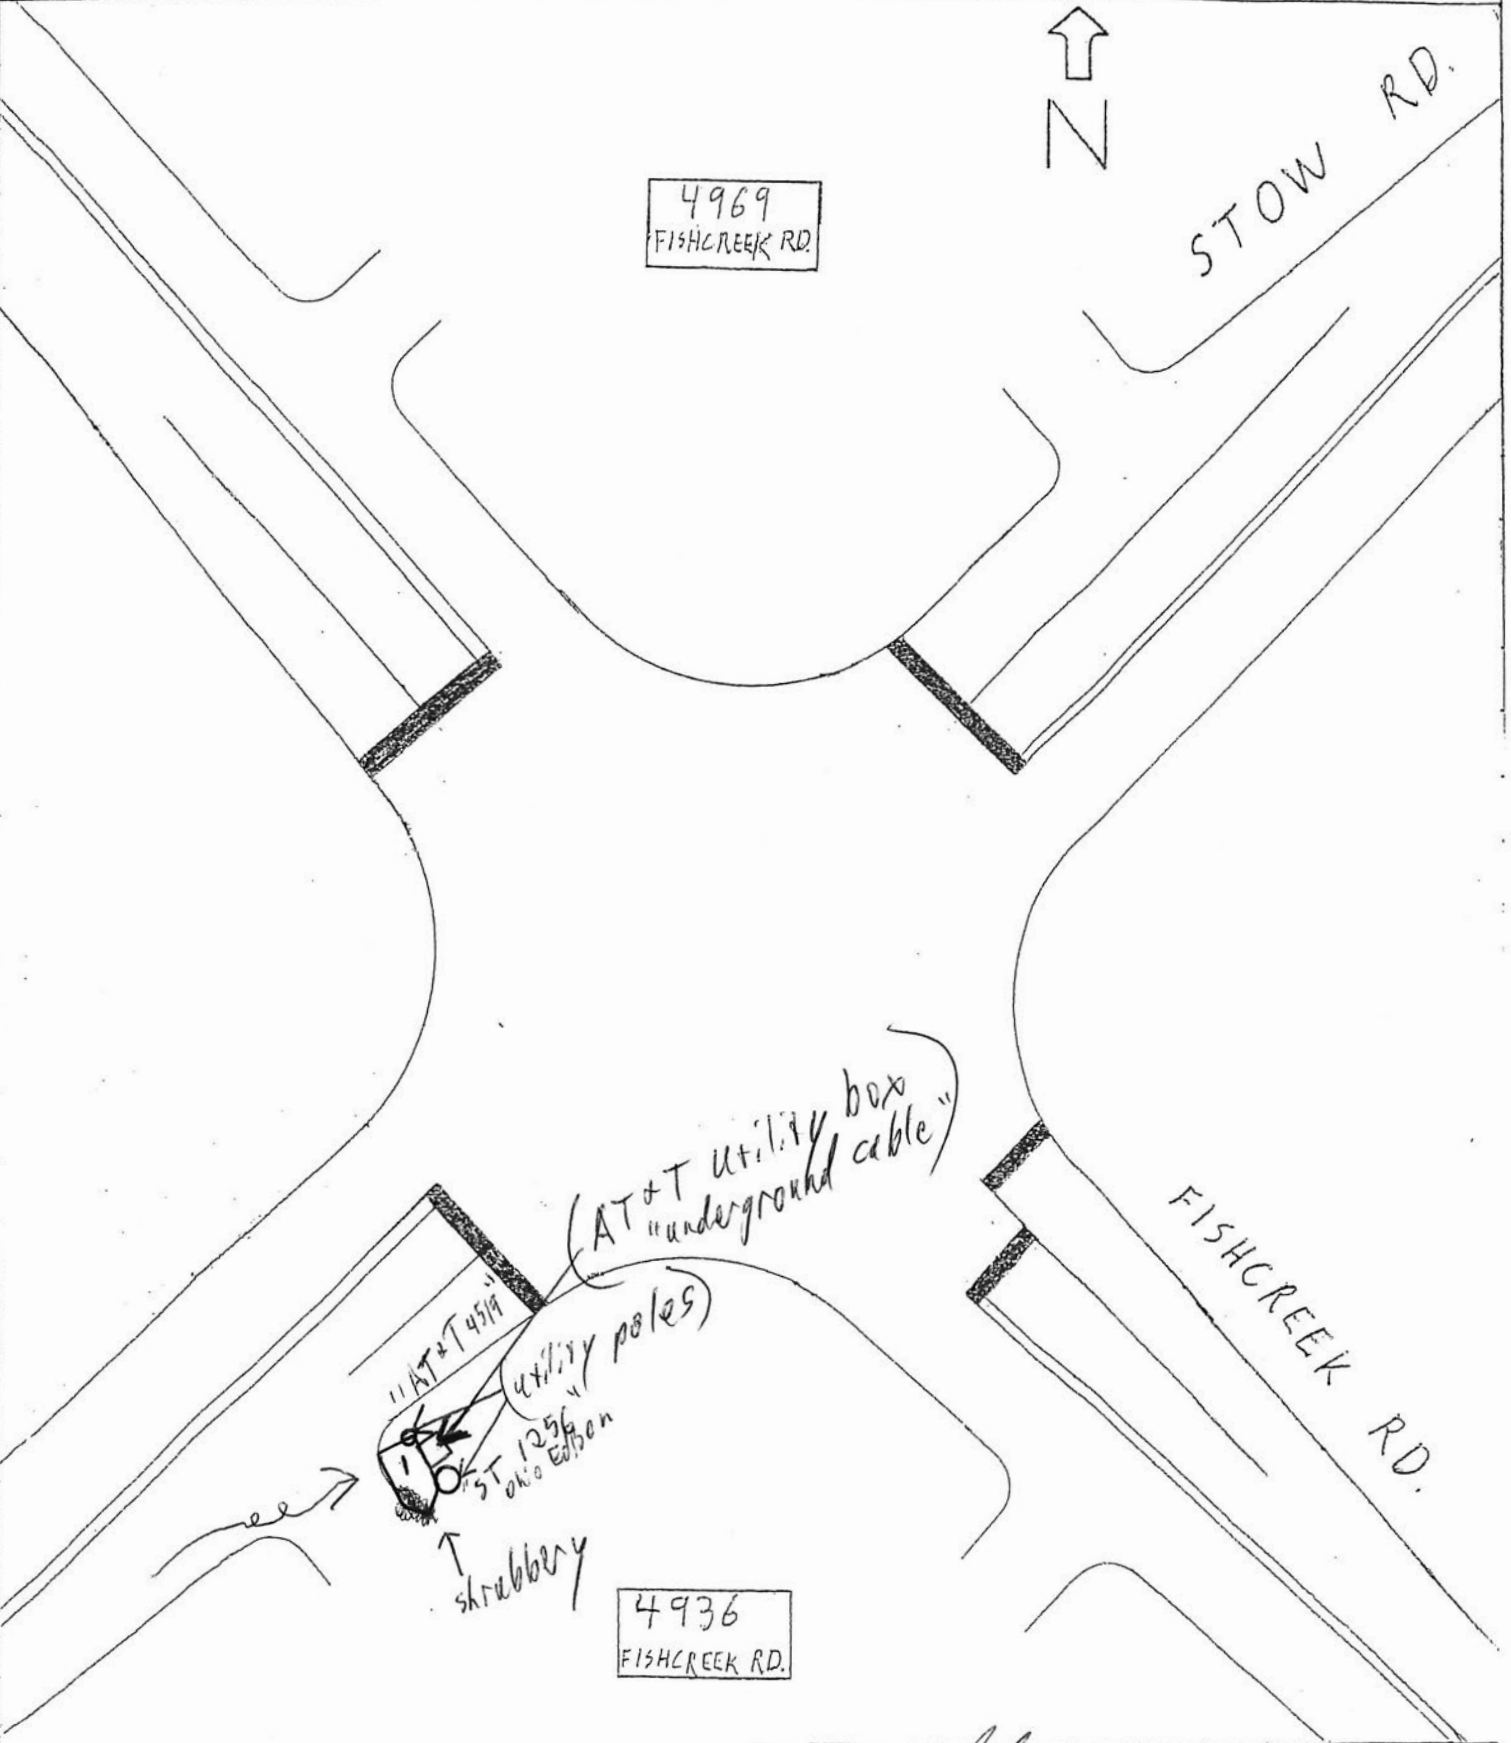 N
STOW RD.
4969
FISHCREEK RD.
(AT&T utility box
"underground cable")
FISHCREEK RD.
"AT&T 4519"
(utility poles)
"ST 1256"
Ohio Edison
1
shrubbery
4936
FISHCREEK RD.